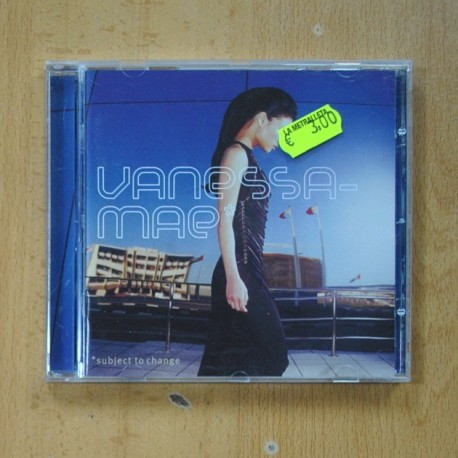 LA METRALLETA
€ 3,00
VANESSA-
MAE*
*subject to change